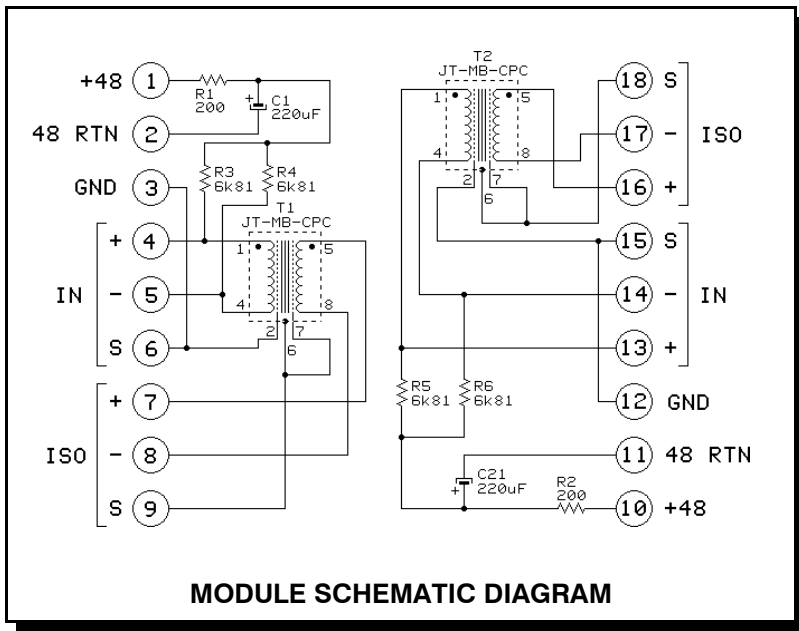 +48 1
R1
200
+ C1
220uF
48 RTN 2
GND 3
R3
6k81
R4
6k81
T1
JT-MB-CPC
1 5
4 8
2 7
6
IN
+ 4
- 5
S 6
ISO
+ 7
- 8
S 9
T2
JT-MB-CPC
1 5
4 8
2 7
6
18 S
17 -
16 +
ISO
15 S
14 -
13 +
IN
R5
6k81
R6
6k81
12 GND
11 48 RTN
C21
220uF
+
R2
200
10 +48
MODULE SCHEMATIC DIAGRAM